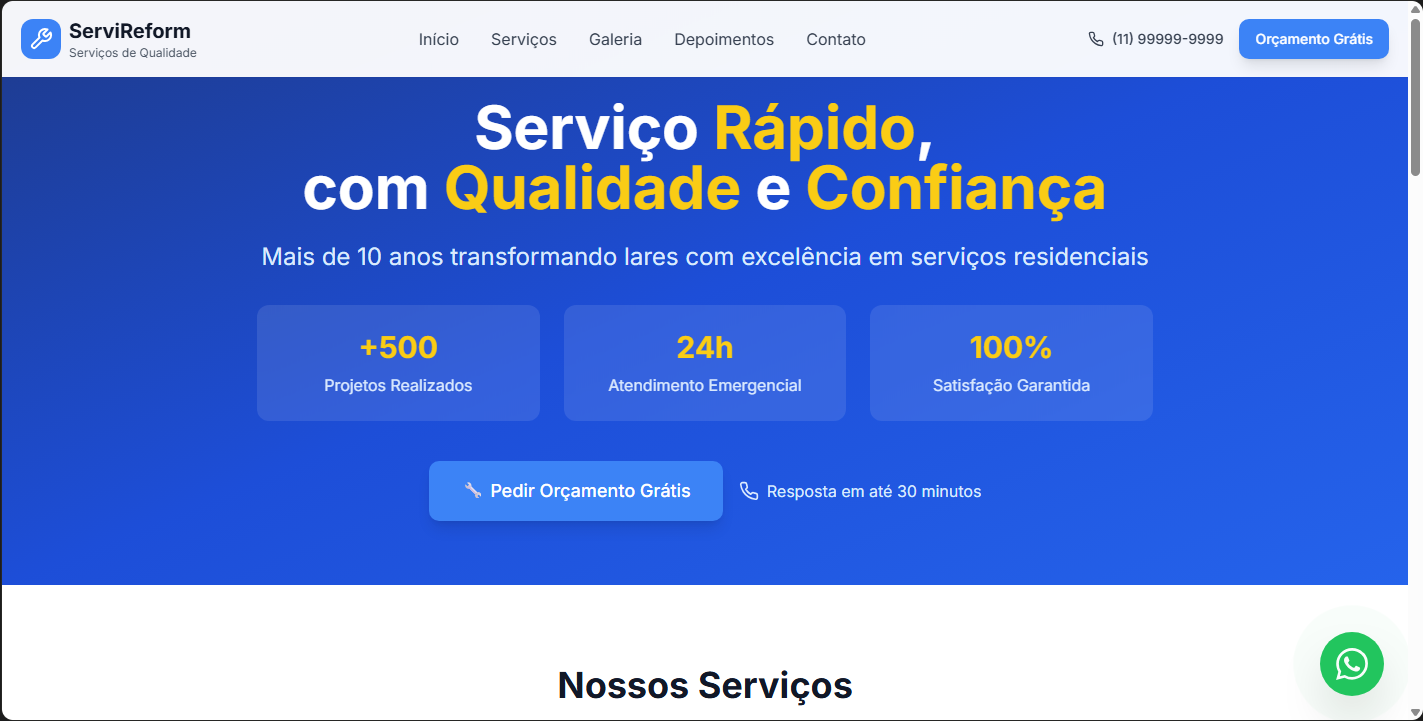 ServiReform
Serviços de Qualidade
Início
Serviços
Galeria
Depoimentos
Contato
(11) 99999-9999
Orçamento Grátis
Serviço Rápido,
com Qualidade e Confiança
Mais de 10 anos transformando lares com excelência em serviços residenciais
+500
Projetos Realizados
24h
Atendimento Emergencial
100%
Satisfação Garantida
Pedir Orçamento Grátis
Resposta em até 30 minutos
Nossos Serviços